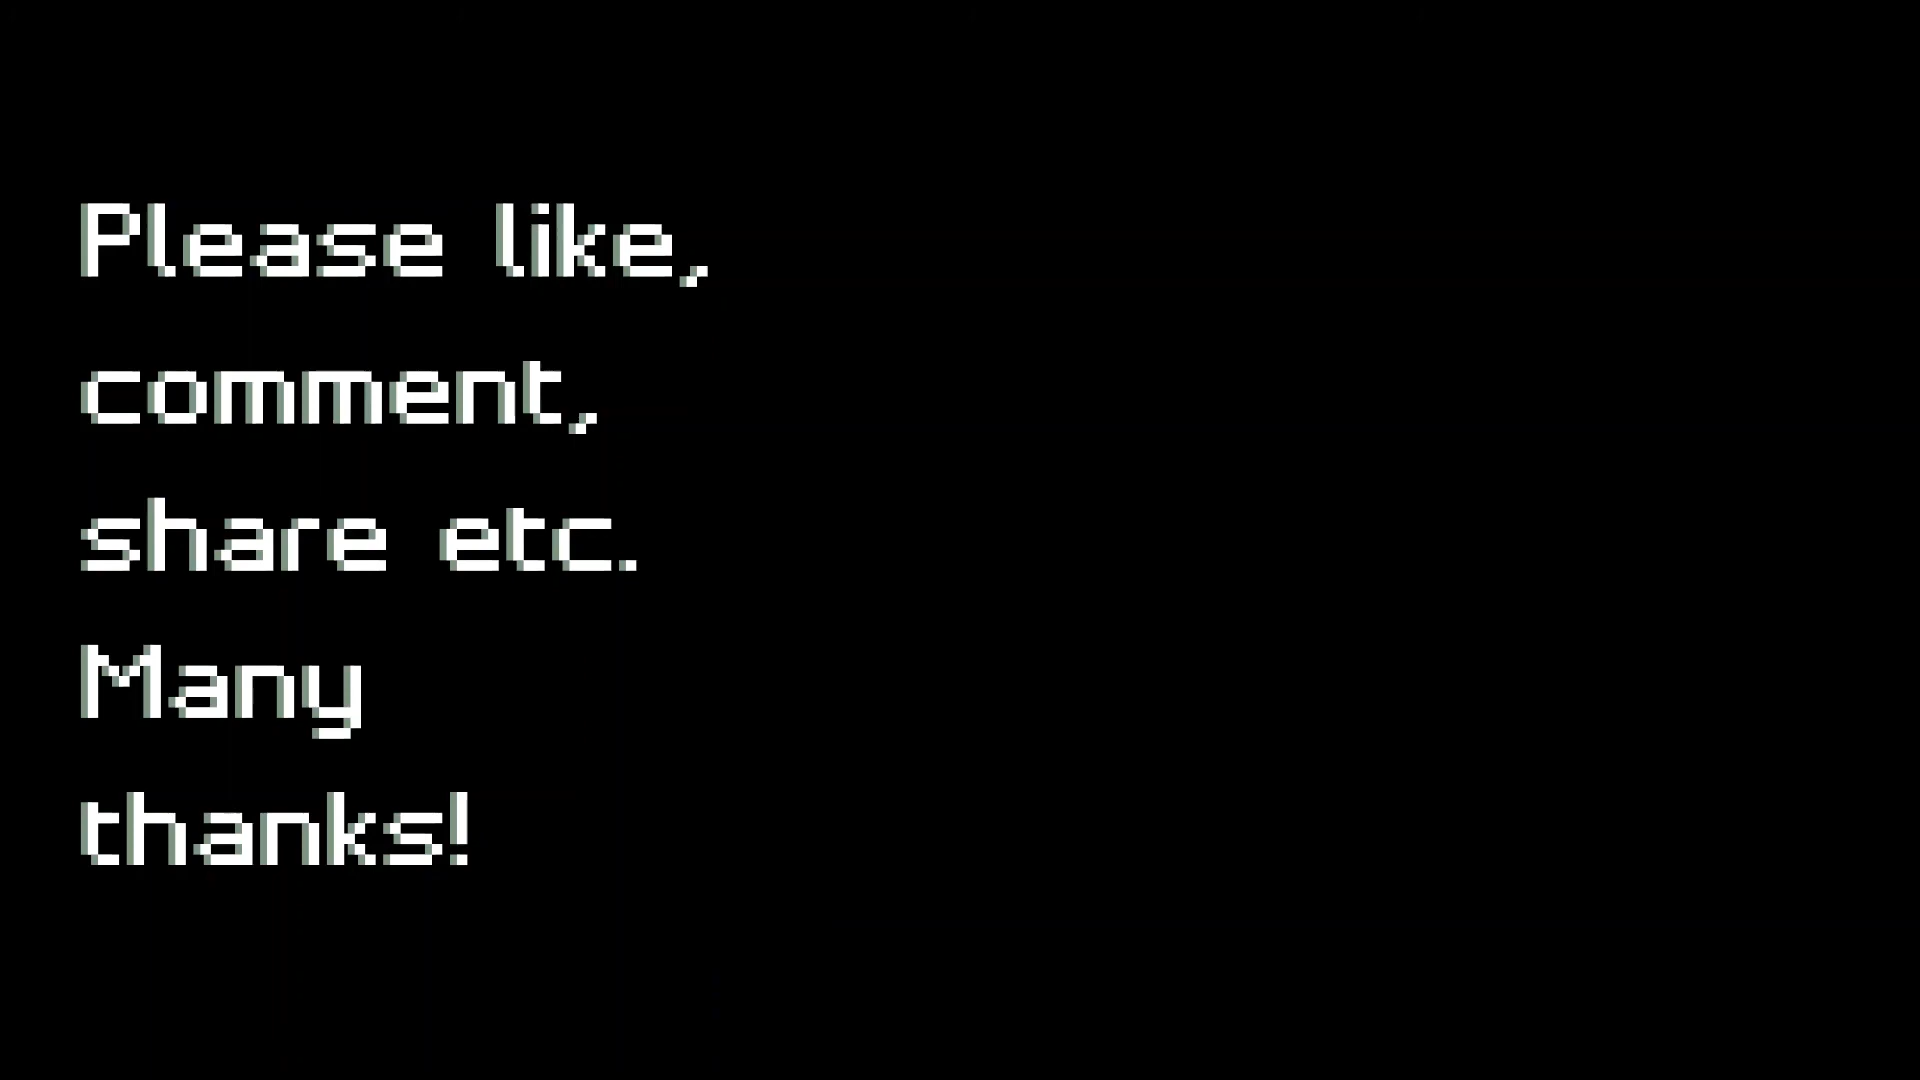 Please like,
comment,
share etc.
Many
thanks!